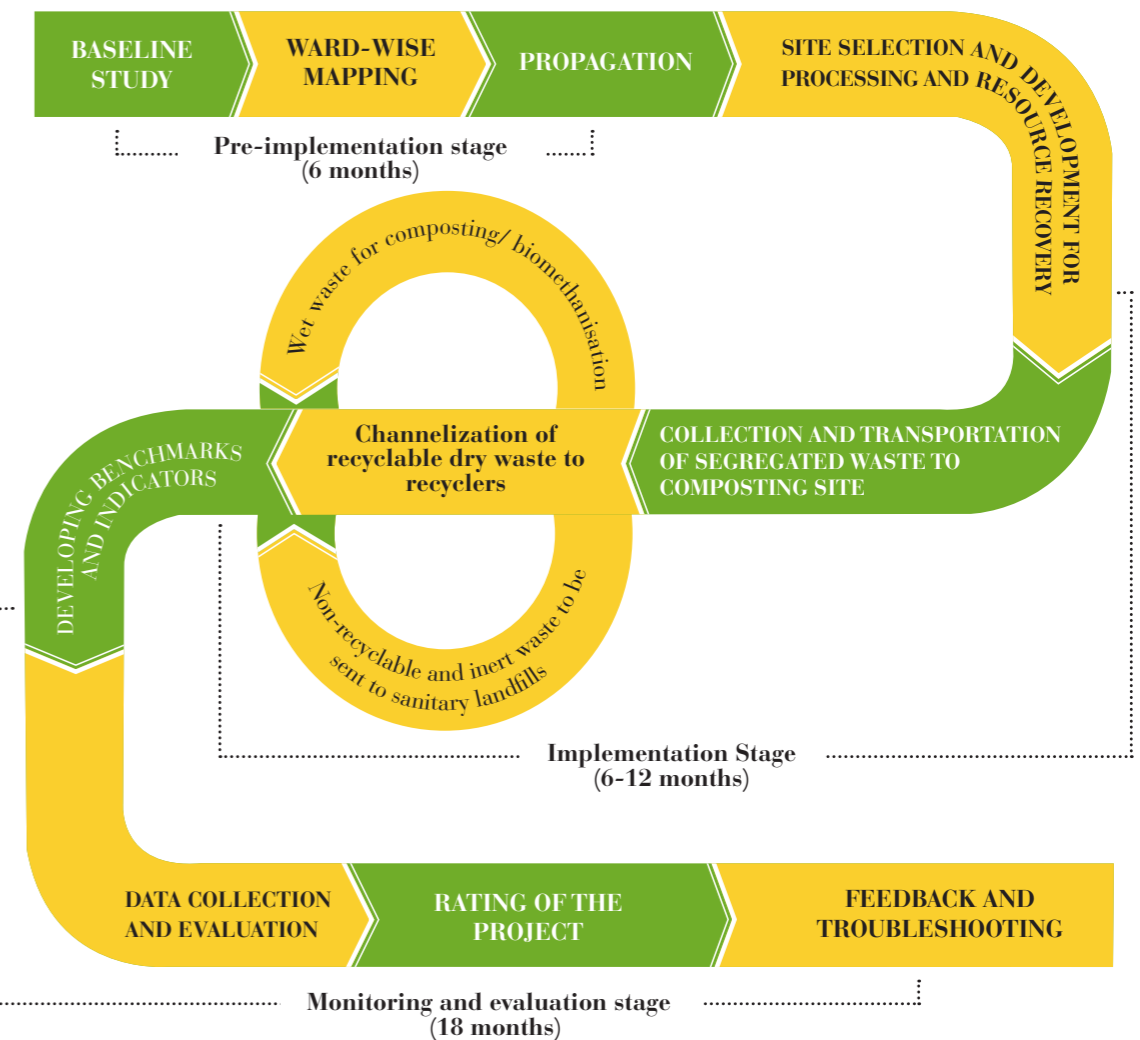 BASELINE
STUDY
WARD-WISE
MAPPING
PROPAGATION
SITE SELECTION AND DEVELOPMENT FOR
PROCESSING AND RESOURCE RECOVERY
Pre-implementation stage
(6 months)
Wet waste for composting/ biomethanisation
Channelization of
recyclable dry waste to
recyclers
COLLECTION AND TRANSPORTATION
OF SEGREGATED WASTE TO
COMPOSTING SITE
DEVELOPING BENCHMARKS
AND INDICATORS
Non-recyclable and inert waste to be
sent to sanitary landfills
Implementation Stage
(6-12 months)
DATA COLLECTION
AND EVALUATION
RATING OF THE
PROJECT
FEEDBACK AND
TROUBLESHOOTING
Monitoring and evaluation stage
(18 months)